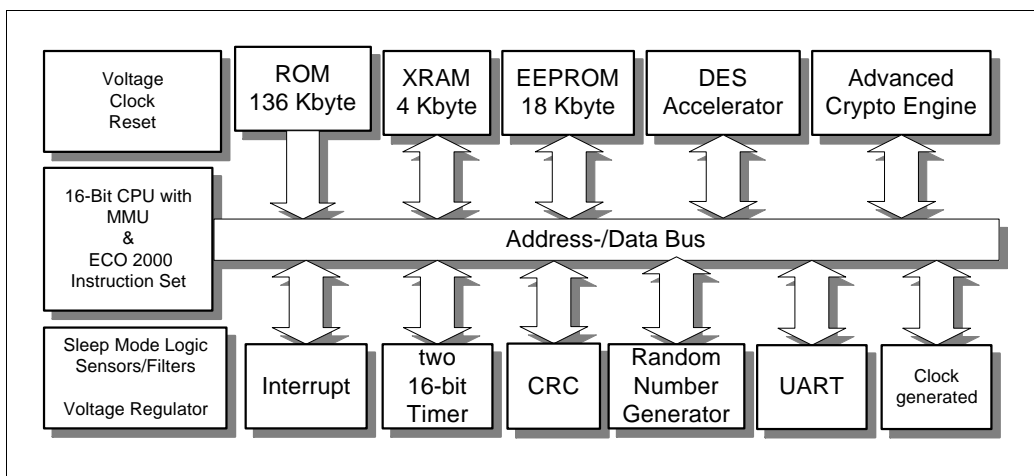 Voltage
Clock
Reset
ROM
136 Kbyte
XRAM
4 Kbyte
EEPROM
18 Kbyte
DES
Accelerator
Advanced
Crypto Engine
16-Bit CPU with
MMU
&
ECO 2000
Instruction Set
Address-/Data Bus
Sleep Mode Logic
Sensors/Filters
Voltage Regulator
Interrupt
two
16-bit
Timer
CRC
Random
Number
Generator
UART
Clock
generated